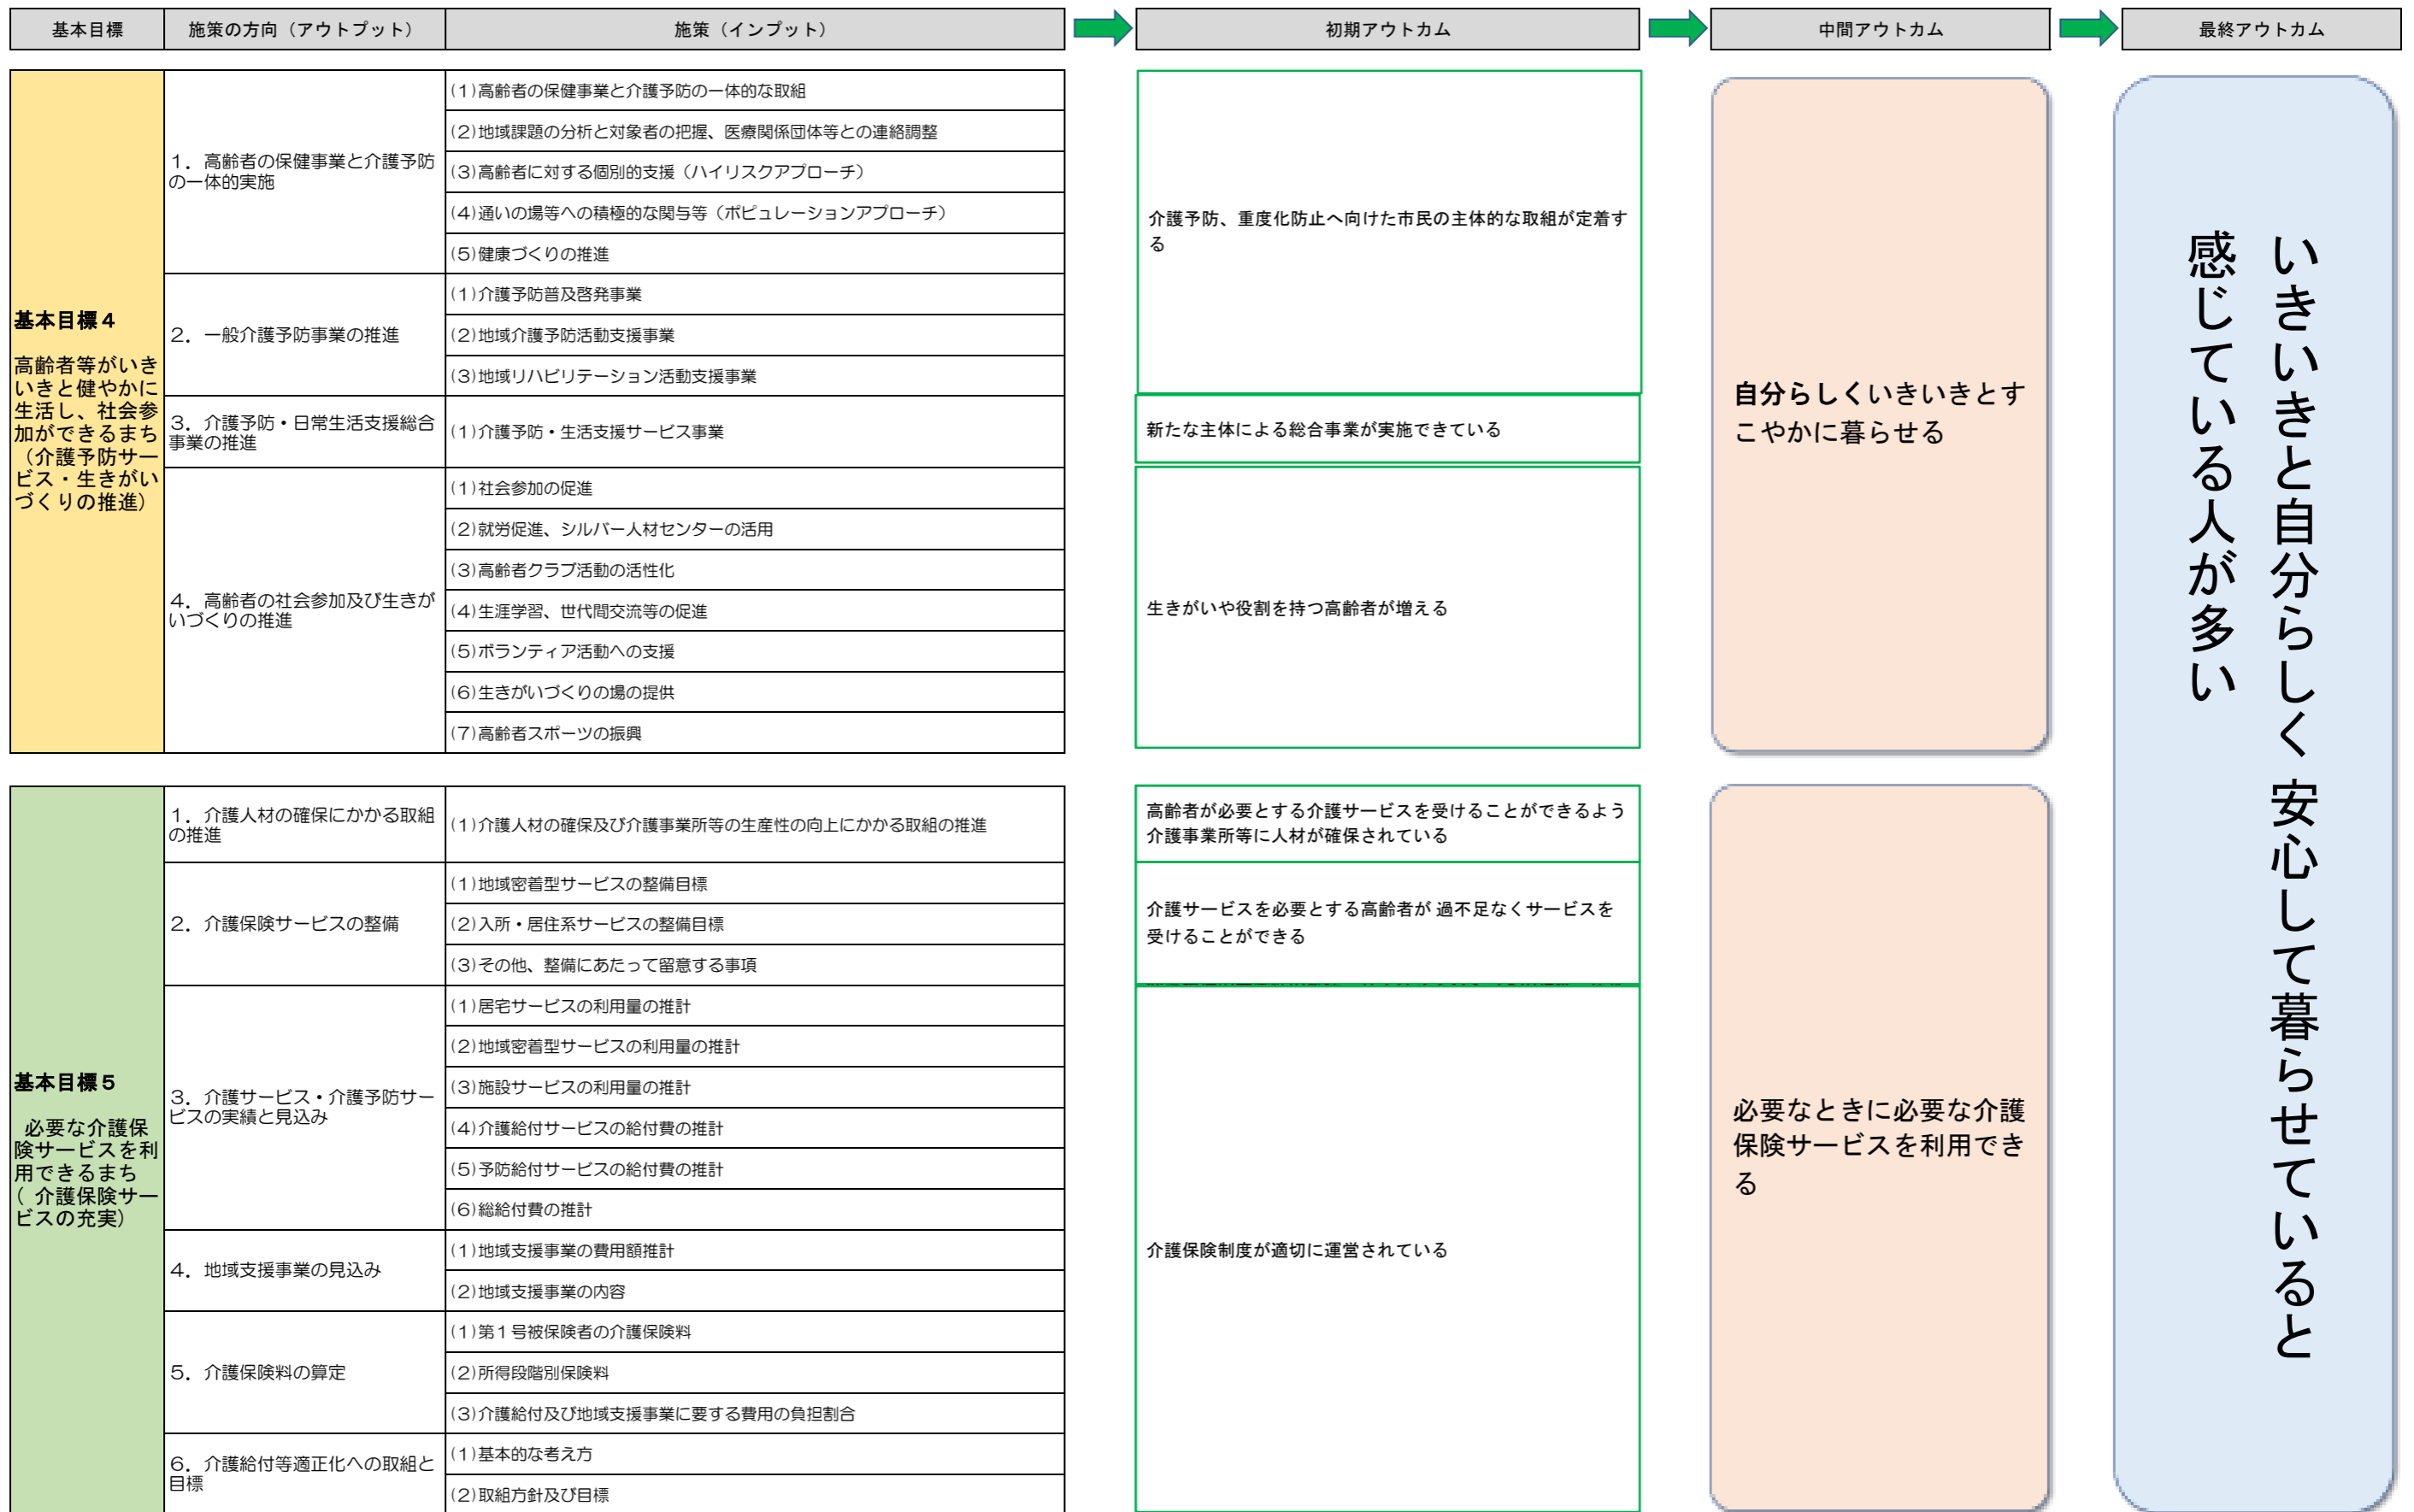 基本目標
施策の方向（アウトプット）
施策（インプット）
初期アウトカム
中間アウトカム
最終アウトカム
基本目標４
高齢者等がいき
いきと健やかに
生活し、社会参
加ができるまち
（介護予防サー
ビス・生きがい
づくりの推進）
1．高齢者の保健事業と介護予防
の一体的実施
(1)高齢者の保健事業と介護予防の一体的な取組
(2)地域課題の分析と対象者の把握、医療関係団体等との連絡調整
(3)高齢者に対する個別的支援（ハイリスクアプローチ）
(4)通いの場等への積極的な関与等（ポピュレーションアプローチ）
(5)健康づくりの推進
2．一般介護予防事業の推進
(1)介護予防普及啓発事業
(2)地域介護予防活動支援事業
(3)地域リハビリテーション活動支援事業
3．介護予防・日常生活支援総合
事業の推進
(1)介護予防・生活支援サービス事業
4．高齢者の社会参加及び生きが
いづくりの推進
(1)社会参加の促進
(2)就労促進、シルバー人材センターの活用
(3)高齢者クラブ活動の活性化
(4)生涯学習、世代間交流等の促進
(5)ボランティア活動への支援
(6)生きがいづくりの場の提供
(7)高齢者スポーツの振興
介護予防、重度化防止へ向けた市民の主体的な取組が定着す
る
新たな主体による総合事業が実施できている
生きがいや役割を持つ高齢者が増える
自分らしくいきいきとす
こやかに暮らせる
基本目標５
必要な介護保
険サービスを利
用できるまち
（ 介護保険サー
ビスの充実）
1．介護人材の確保にかかる取組
の推進
(1)介護人材の確保及び介護事業所等の生産性の向上にかかる取組の推進
2．介護保険サービスの整備
(1)地域密着型サービスの整備目標
(2)入所・居住系サービスの整備目標
(3)その他、整備にあたって留意する事項
3．介護サービス・介護予防サー
ビスの実績と見込み
(1)居宅サービスの利用量の推計
(2)地域密着型サービスの利用量の推計
(3)施設サービスの利用量の推計
(4)介護給付サービスの給付費の推計
(5)予防給付サービスの給付費の推計
(6)総給付費の推計
4．地域支援事業の見込み
(1)地域支援事業の費用額推計
(2)地域支援事業の内容
5．介護保険料の算定
(1)第１号被保険者の介護保険料
(2)所得段階別保険料
(3)介護給付及び地域支援事業に要する費用の負担割合
6．介護給付等適正化への取組と
目標
(1)基本的な考え方
(2)取組方針及び目標
高齢者が必要とする介護サービスを受けることができるよう
介護事業所等に人材が確保されている
介護サービスを必要とする高齢者が 過不足なくサービスを
受けることができる
介護保険制度が適切に運営されている
必要なときに必要な介護
保険サービスを利用でき
る
いきいきと自分らしく 安心して暮らせていると
感じている人が多い